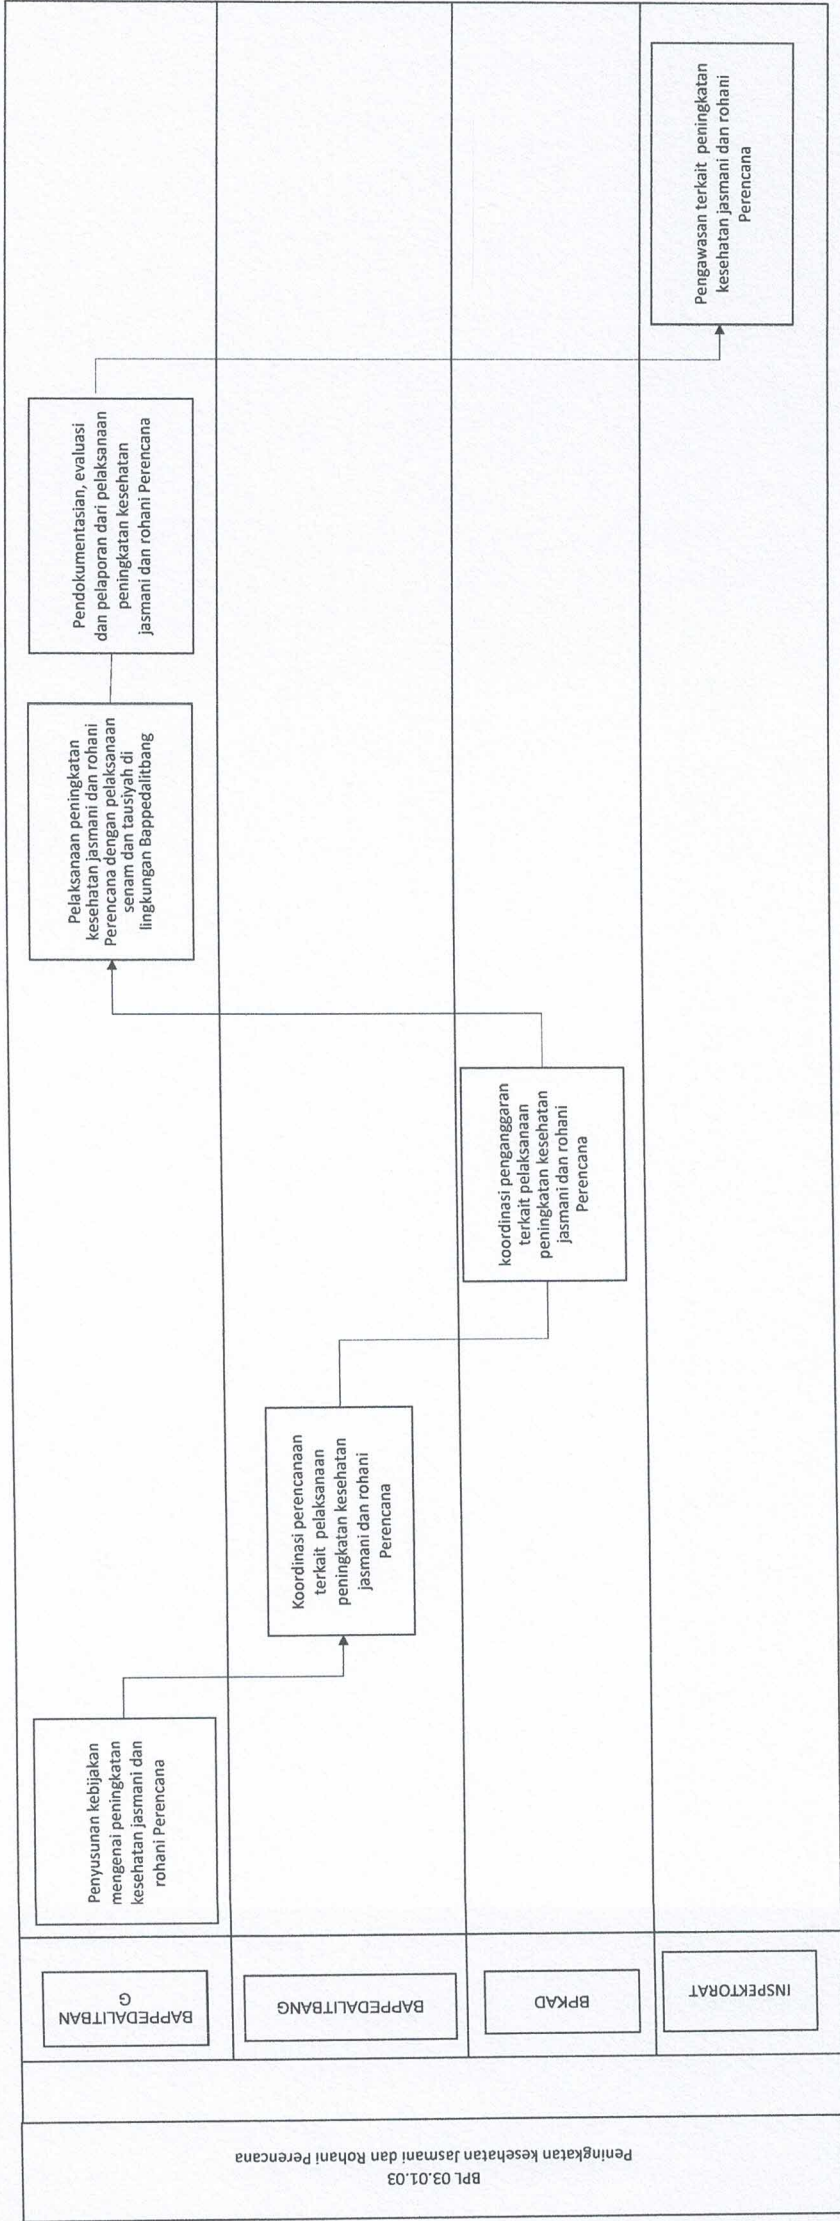 BPL 03.01.03
Peningkatan kesehatan Jasmani dan Rohani Perencana
BAPPEDALITBAN
G
Penyusunan kebijakan
mengenai peningkatan
kesehatan jasmani dan
rohani Perencana
Pelaksanaan peningkatan
kesehatan jasmani dan rohani
Perencana dengan pelaksanaan
senam dan tausiyah di
lingkungan Bappedalitbang
Pendokumentasian, evaluasi
dan pelaporan dari pelaksanaan
peningkatan kesehatan
jasmani dan rohani Perencana
BAPPEDALITBANG
Koordinasi perencanaan
terkait pelaksanaan
peningkatan kesehatan
jasmani dan rohani
Perencana
BPKAD
koordinasi penganggaran
terkait pelaksanaan
peningkatan kesehatan
jasmani dan rohani
Perencana
INSPEKTORAT
Pengawasan terkait peningkatan
kesehatan jasmani dan rohani
Perencana